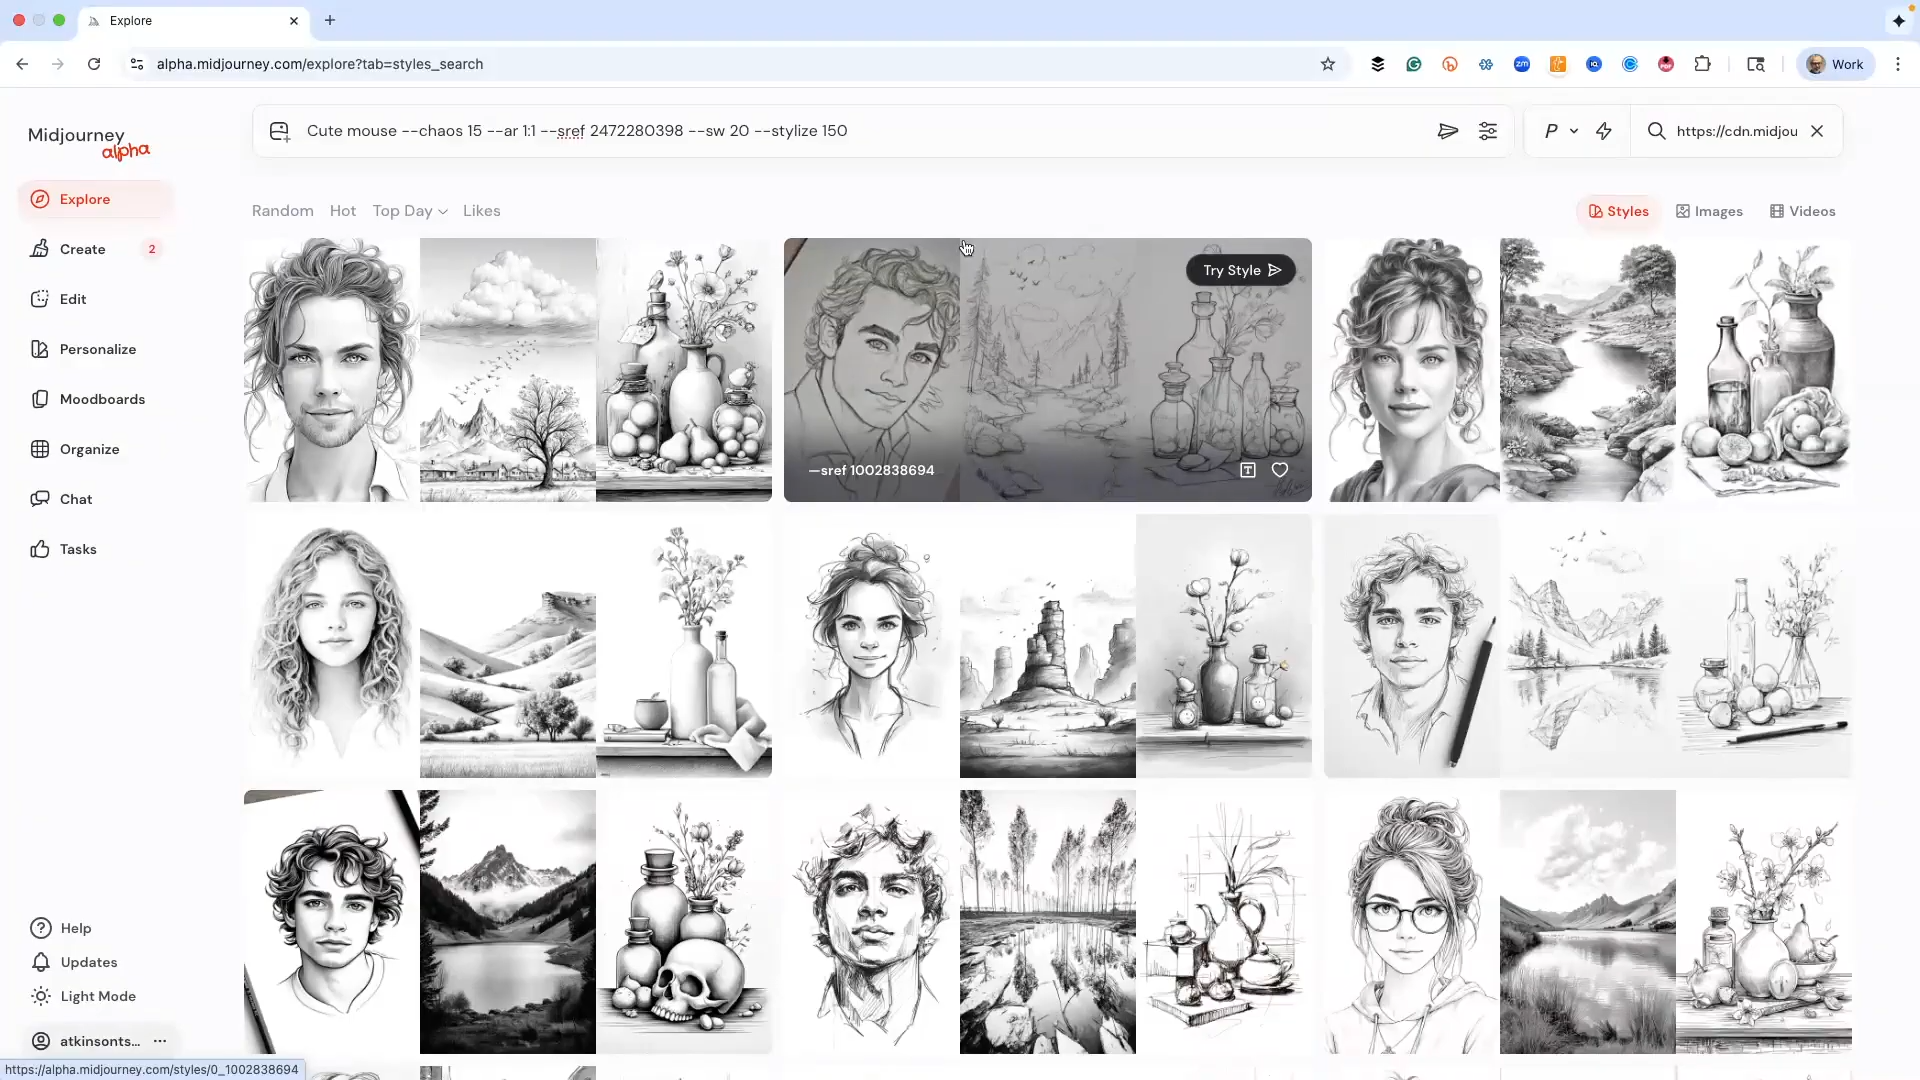 Explore
alpha.midjourney.com/explore?tab=styles_search
Work
Midjourney
alpha
Cute mouse --chaos 15 --ar 1:1 --sref 2472280398 --sw 20 --stylize 150
P
https://cdn.midjou
Explore
Create 2
Edit
Personalize
Moodboards
Organize
Chat
Tasks
Random Hot Top Day Likes
Styles Images Videos
Try Style
—sref 1002838694
Help
Updates
Light Mode
atkinsonts...
https://alpha.midjourney.com/styles/0_1002838694